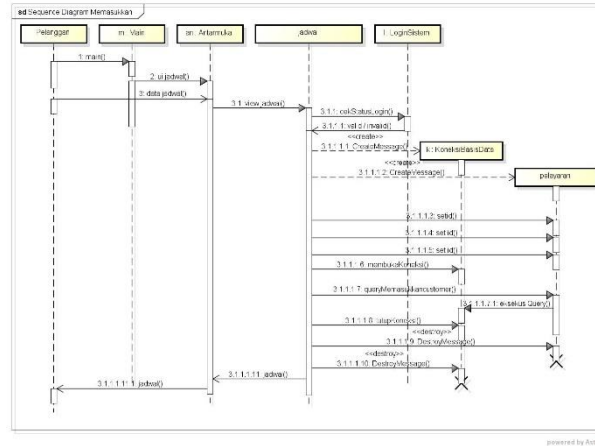 sd Sequence Diagram Memasukkan
Pelanggan
m : Main
an : Antarmuka
jadwal
l : LoginSistem
1: main()
2: ui jadwal()
3: data jadwal()
3.1: view_jadwal()
3.1.1: cekStatusLogin()
3.1.1.1: valid / invalid()
<<create>>
3.1.1.1.1: CreateMessage()
k : KoneksiBasisData
<<create>>
3.1.1.1.2: CreateMessage()
pelayaran
3.1.1.1.3: setid()
3.1.1.1.4: setid()
3.1.1.1.5: setid()
3.1.1.1.6: membukaKoneksi()
3.1.1.1.7: queryMemasukkancustomer()
3.1.1.1.7.1: eksekusiQuery()
3.1.1.1.8: tutupKoneksi()
<<destroy>>
3.1.1.1.9: DestroyMessage()
<<destroy>>
3.1.1.1.10: DestroyMessage()
3.1.1.1.11: jadwal()
3.1.1.1.11.1: jadwal()
powered by